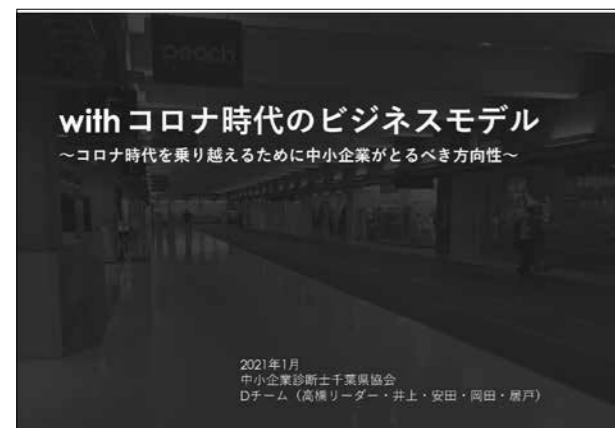 peach
withコロナ時代のビジネスモデル
～コロナ時代を乗り越えるために中小企業がとるべき方向性～
2021年1月
中小企業診断士千葉県協会
Dチーム（高橋リーダー・井上・安田・岡田・居戸）